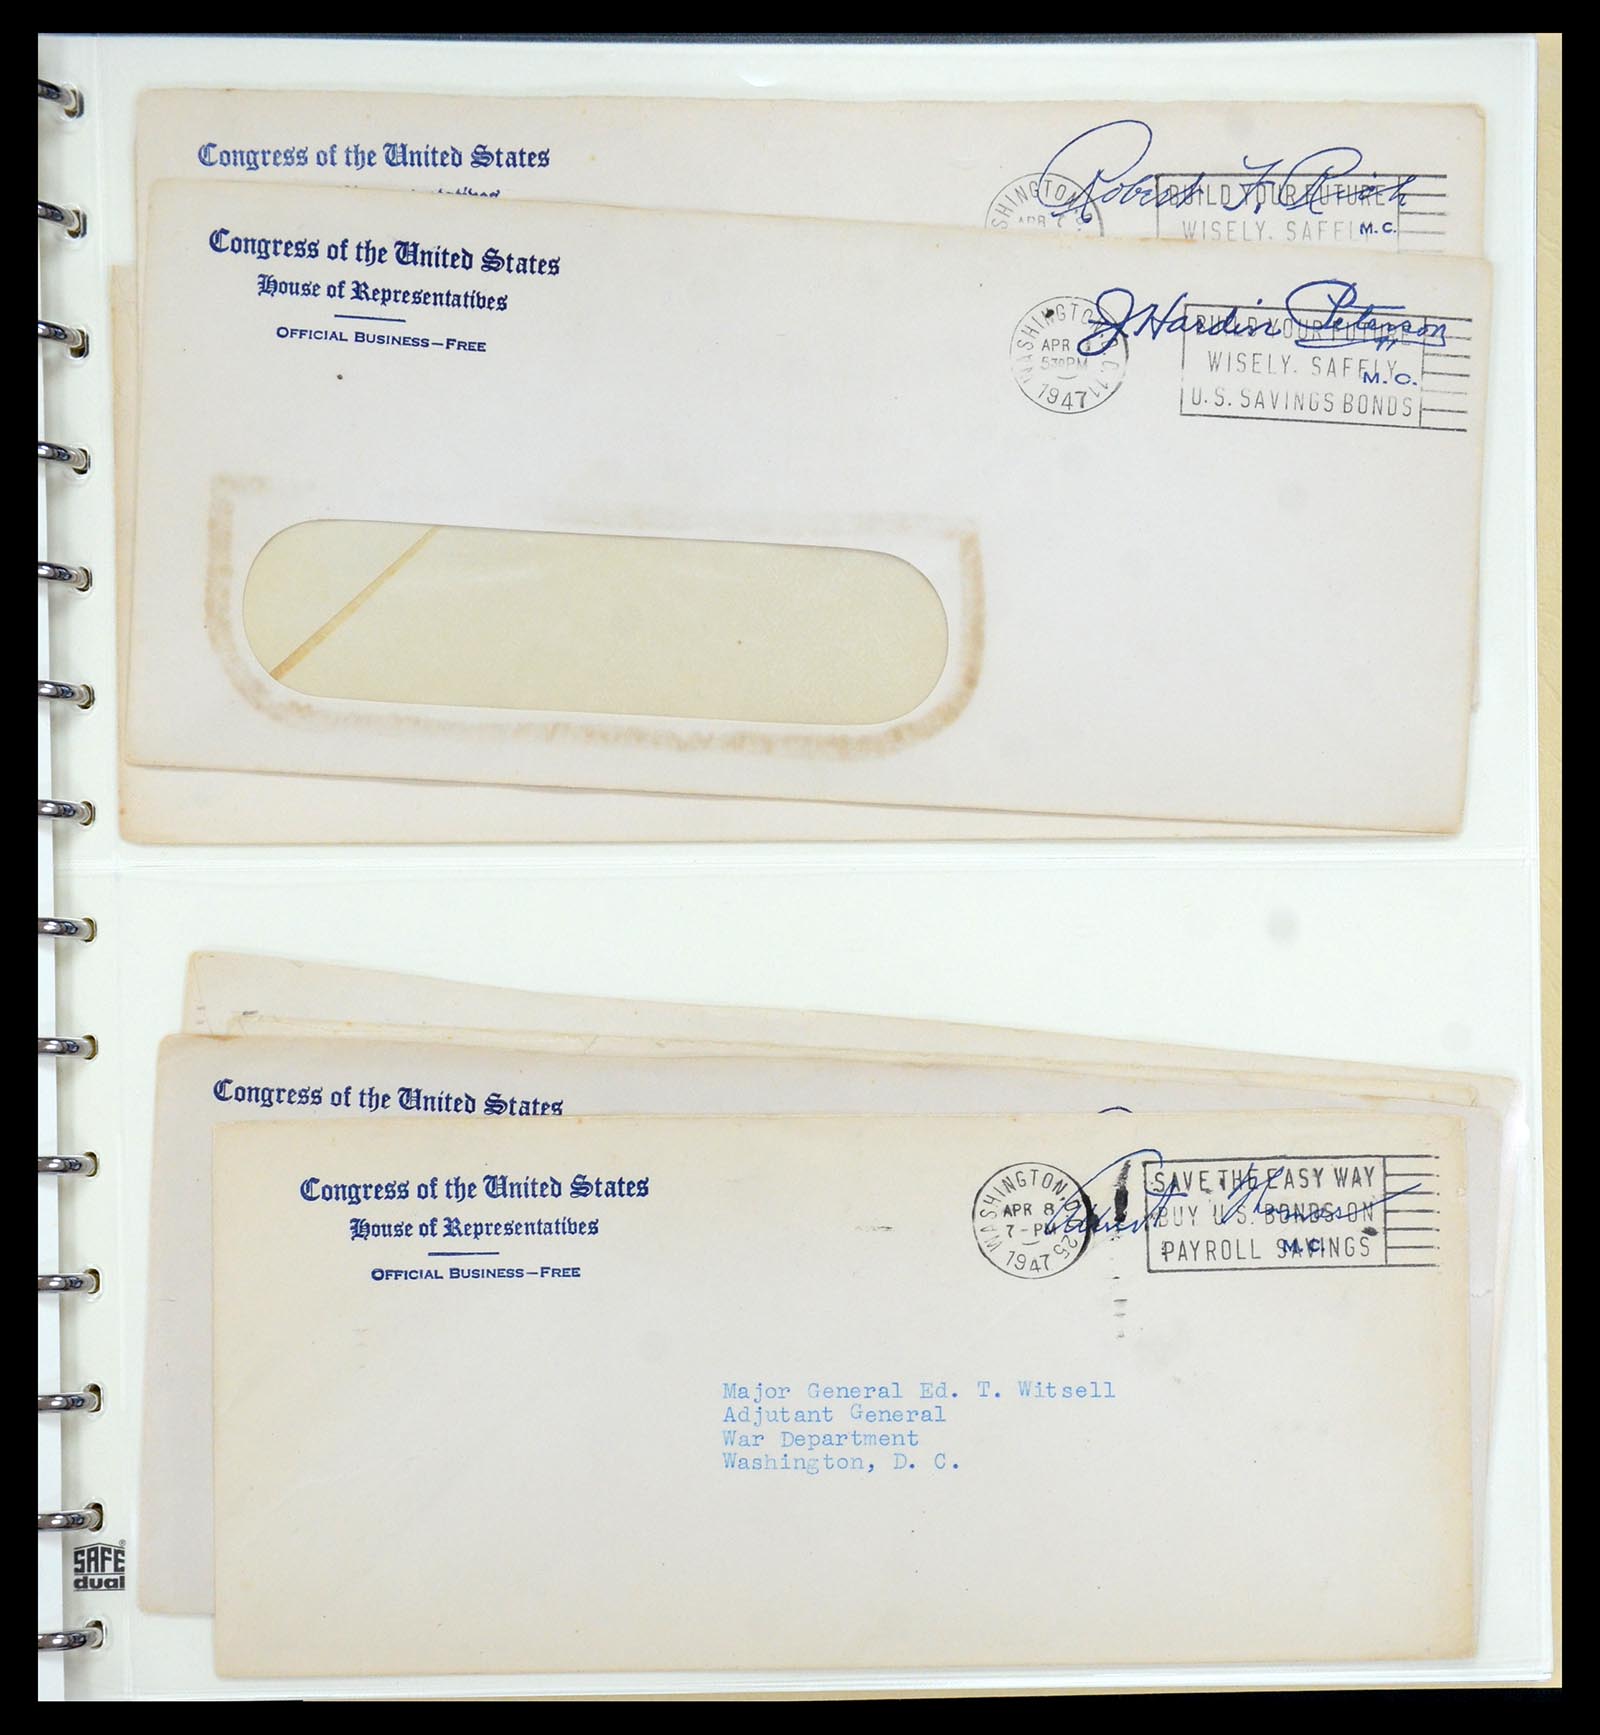 Congress of the United States
Robert F. Rich
M.C.
BUILD YOUR FUTURE
WISELY. SAFELY
APR
Congress of the United States
House of Representatives
OFFICIAL BUSINESS—FREE
J. Hardin Peterson
M.C.
WASHINGTON, D.C. 11
APR
530PM
1947
BUILD YOUR FUTURE
WISELY. SAFELY
U.S. SAVINGS BONDS
Congress of the United States
Congress of the United States
House of Representatives
OFFICIAL BUSINESS—FREE
M.C.
WASHINGTON, D.C. 25
APR 8
7-PM
1947
SAVE THE EASY WAY
BUY U.S. BONDS ON
PAYROLL SAVINGS
Major General Ed. T. Witsell
Adjutant General
War Department
Washington, D. C.
SAFE®
dual